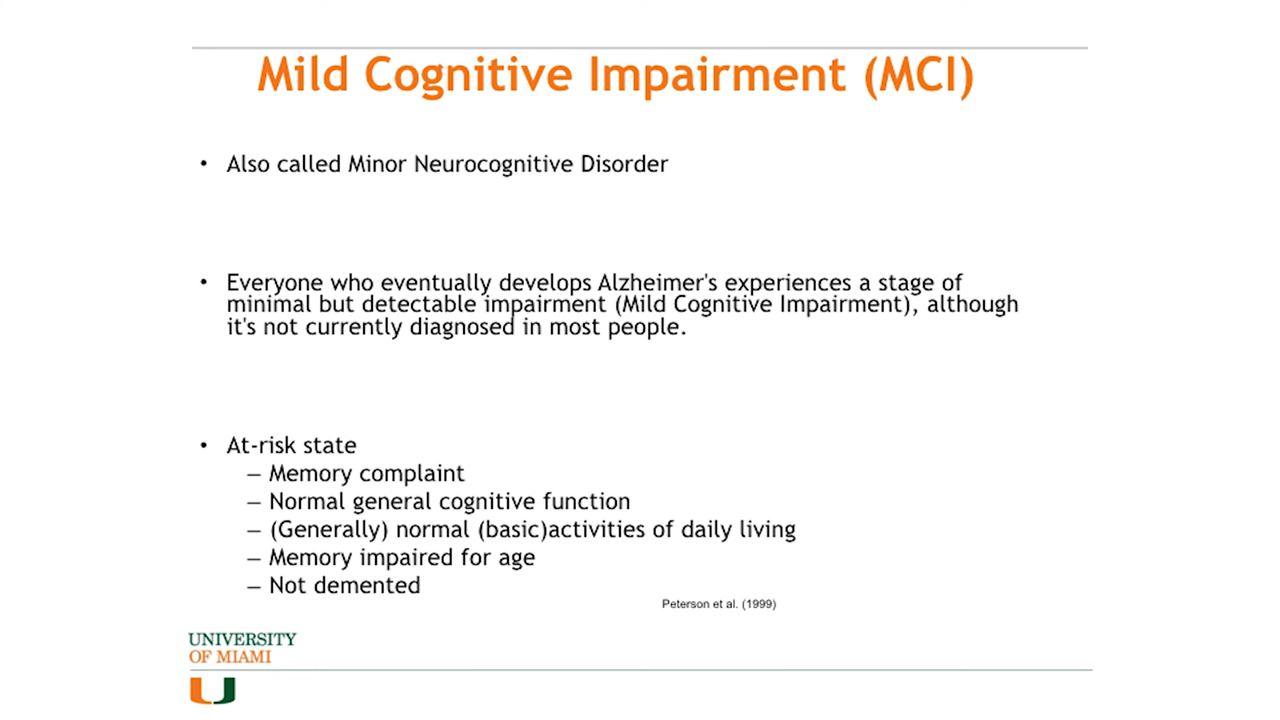 Mild Cognitive Impairment (MCI)
• Also called Minor Neurocognitive Disorder
• Everyone who eventually develops Alzheimer's experiences a stage of
minimal but detectable impairment (Mild Cognitive Impairment), although
it's not currently diagnosed in most people.
• At-risk state
– Memory complaint
– Normal general cognitive function
– (Generally) normal (basic)activities of daily living
– Memory impaired for age
– Not demented
Peterson et al. (1999)
UNIVERSITY
OF MIAMI